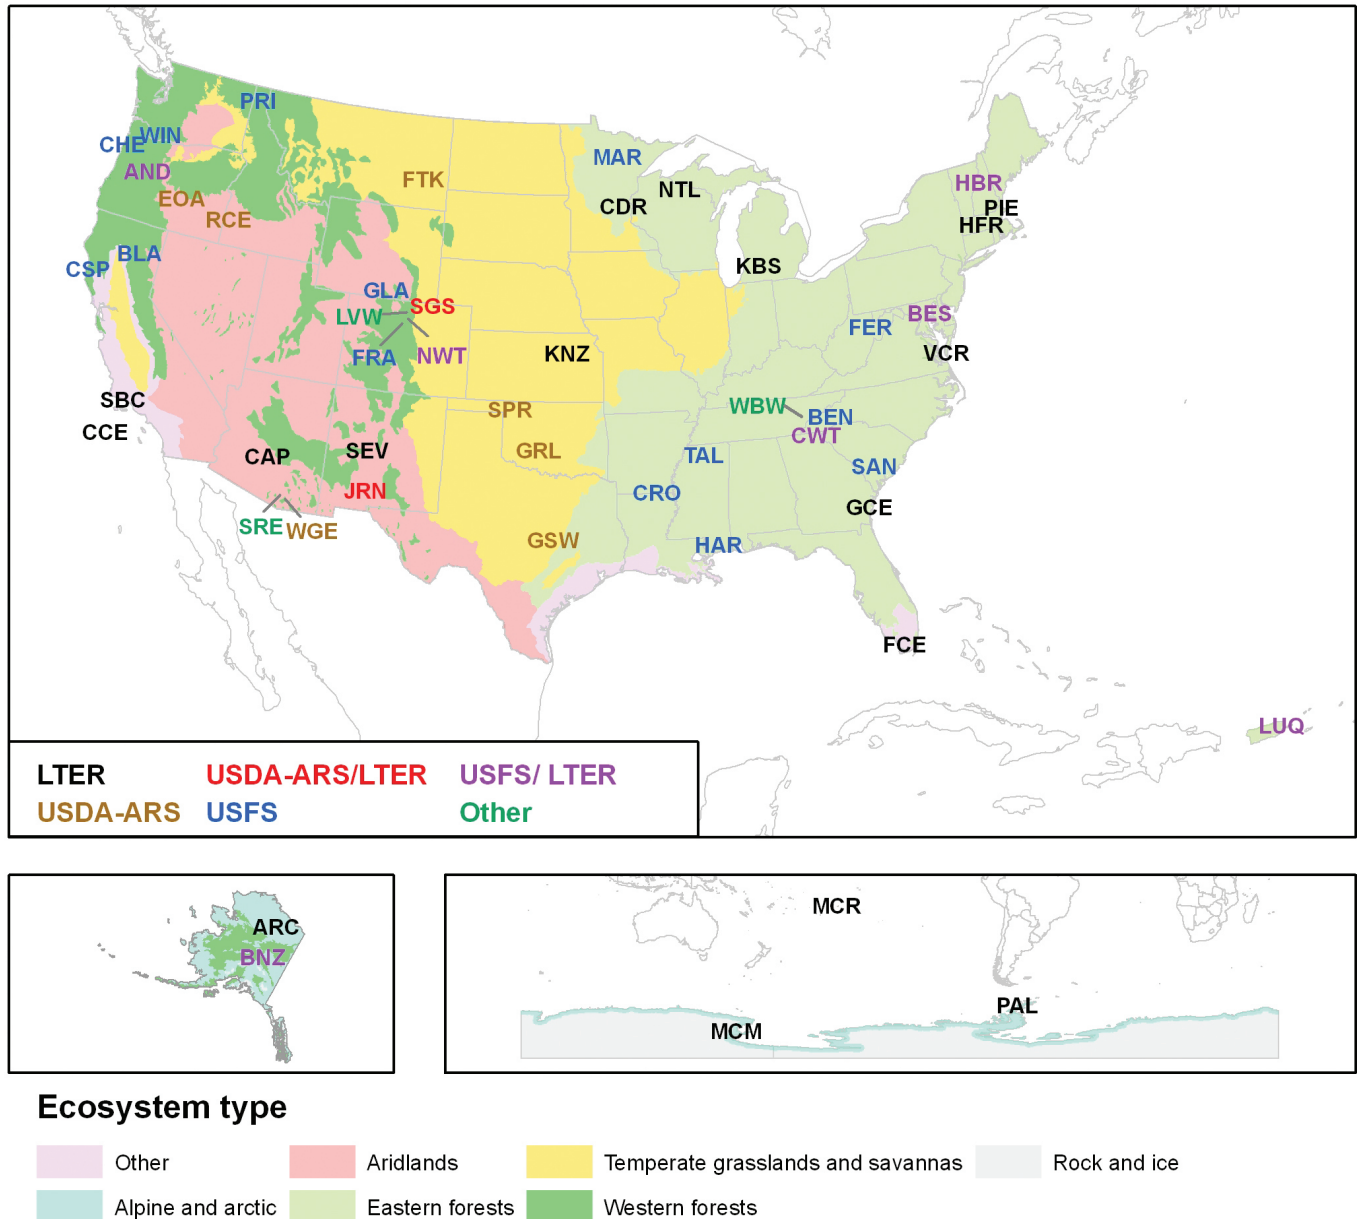 PRI
CHE
WIN
MAR
AND
FTK
NTL
HBR
EOA
CDR
PIE
RCE
HFR
BLA
CSP
KBS
GLA
SGS
LVW
BES
FER
FRA
NWT
KNZ
VCR
SBC
WBW
SPR
BEN
CCE
CWT
CAP
SEV
GRL
TAL
SAN
JRN
CRO
GCE
SRE
WGE
GSW
HAR
FCE
LUQ
LTER USDA-ARS/LTER USFS/ LTER
USDA-ARS USFS Other
ARC
BNZ
MCR
PAL
MCM
Ecosystem type
Other Aridlands Temperate grasslands and savannas Rock and ice
Alpine and arctic Eastern forests Western forests